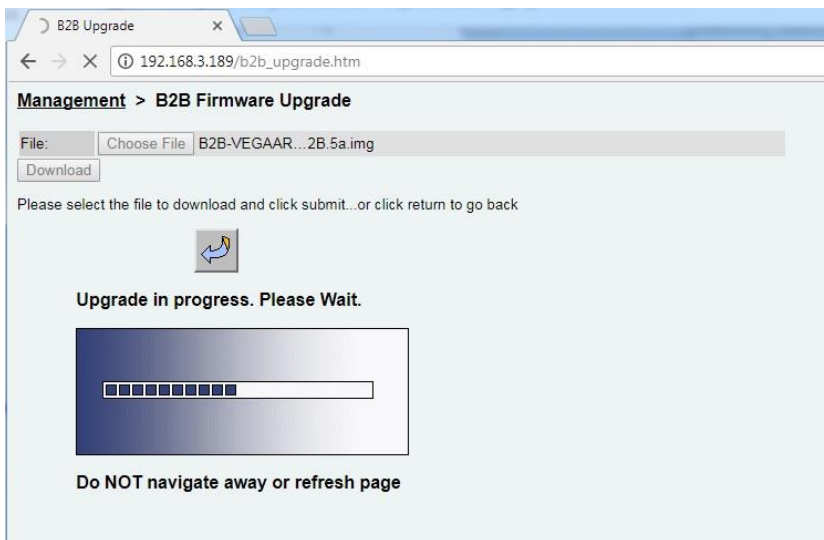 B2B Upgrade
192.168.3.189/b2b_upgrade.htm
Management > B2B Firmware Upgrade
File: Choose File B2B-VEGAAR...2B.5a.img
Download
Please select the file to download and click submit...or click return to go back
Upgrade in progress. Please Wait.
Do NOT navigate away or refresh page